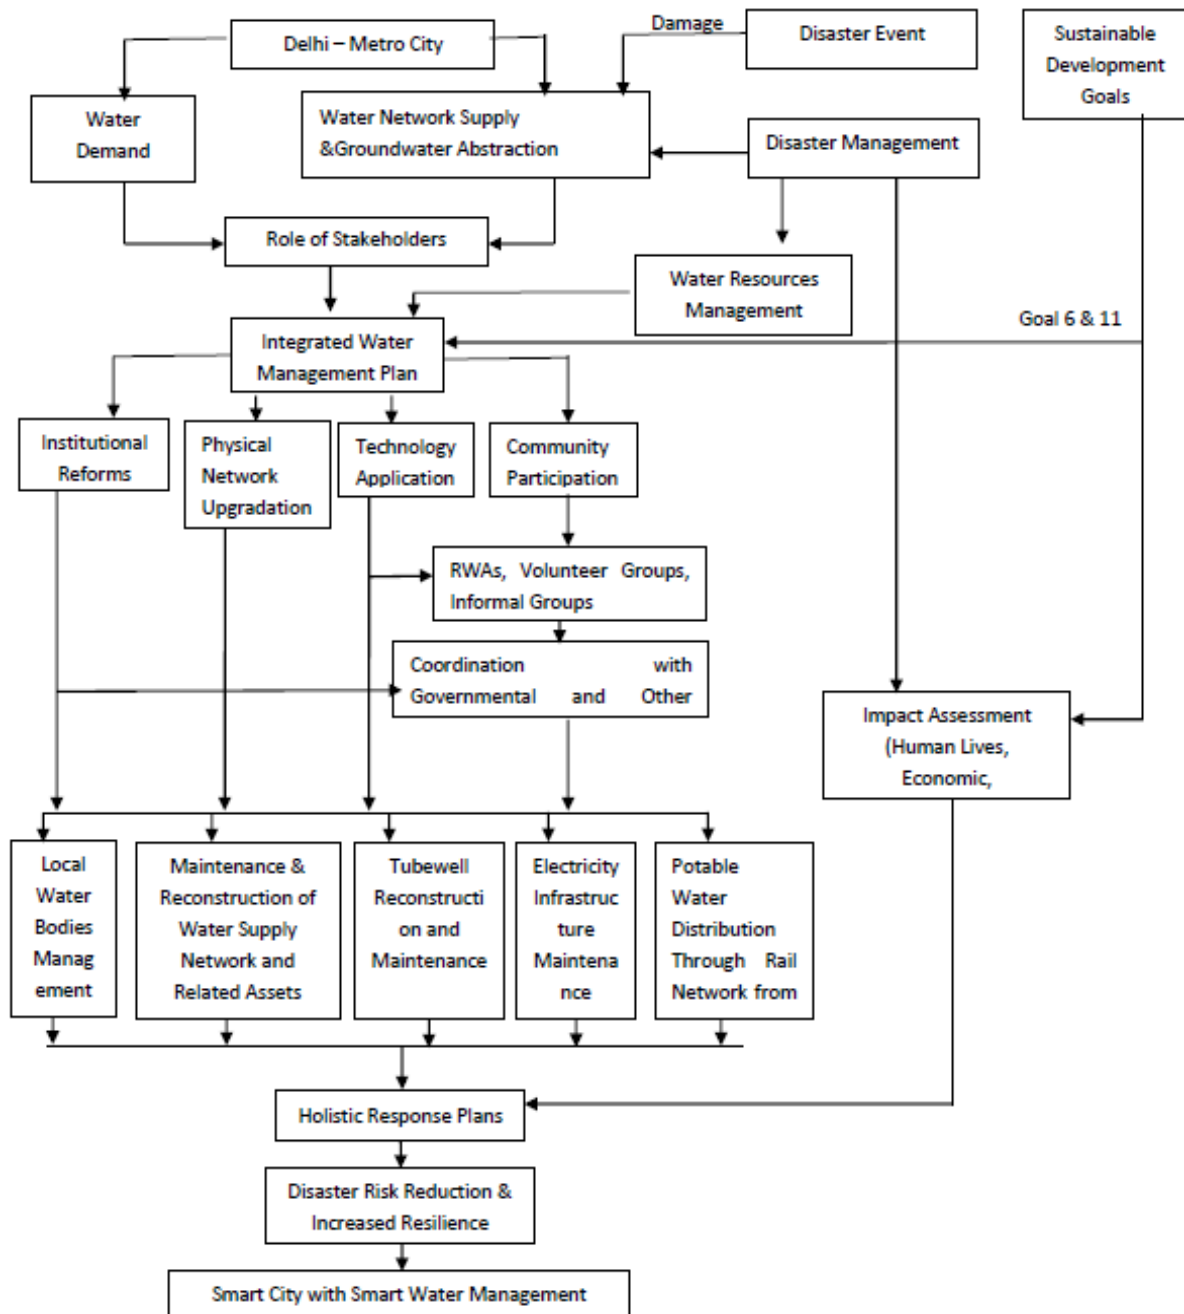 Delhi – Metro City
Damage
Disaster Event
Sustainable
Development
Goals
Water
Demand
Water Network Supply
&Groundwater Abstraction
Disaster Management
Role of Stakeholders
Water Resources
Management
Goal 6 & 11
Integrated Water
Management Plan
Institutional
Reforms
Physical
Network
Upgradation
Technology
Application
Community
Participation
RWAs, Volunteer Groups,
Informal Groups
Coordination with
Governmental and Other
Impact Assessment
(Human Lives,
Economic,
Local
Water
Bodies
Manag
ement
Maintenance &
Reconstruction of
Water Supply
Network and
Related Assets
Tubewell
Reconstructi
on and
Maintenance
Electricity
Infrastruc
ture
Maintena
nce
Potable
Water
Distribution
Through Rail
Network from
Holistic Response Plans
Disaster Risk Reduction &
Increased Resilience
Smart City with Smart Water Management